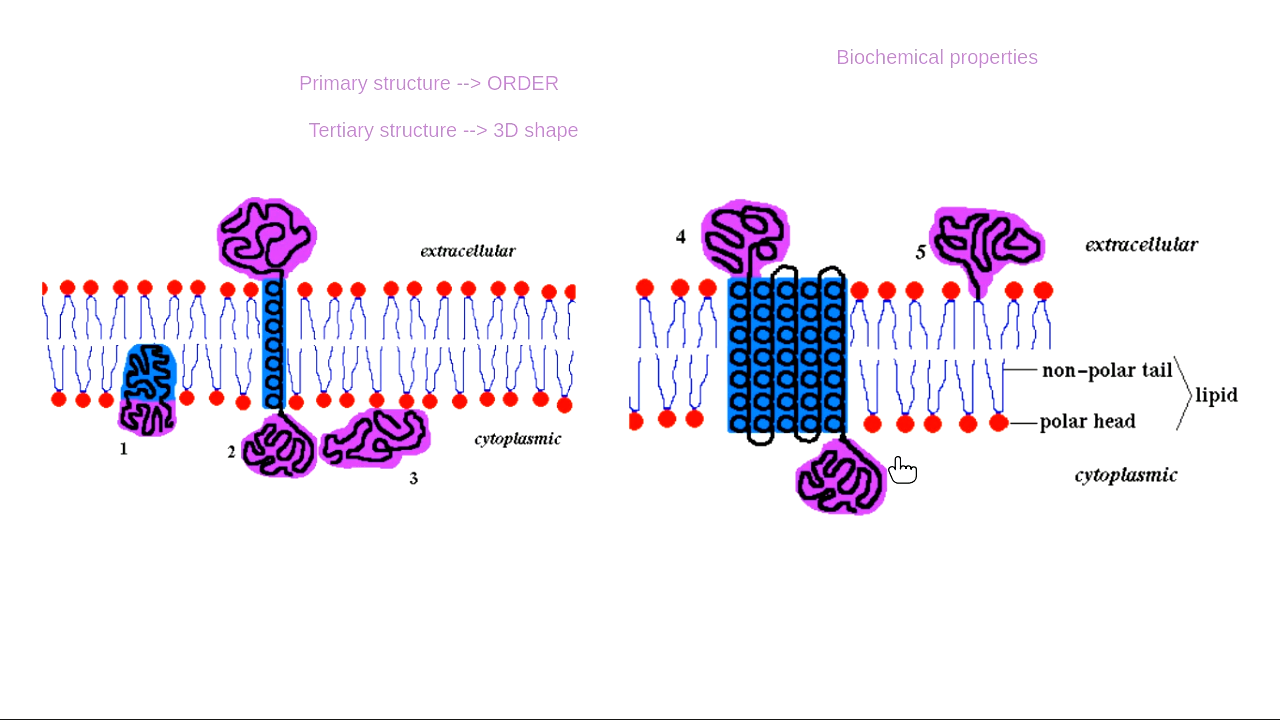 Biochemical properties
Primary structure --> ORDER
Tertiary structure --> 3D shape
extracellular
1
2
3
cytoplasmic
4
5
extracellular
non-polar tail
lipid
polar head
cytoplasmic